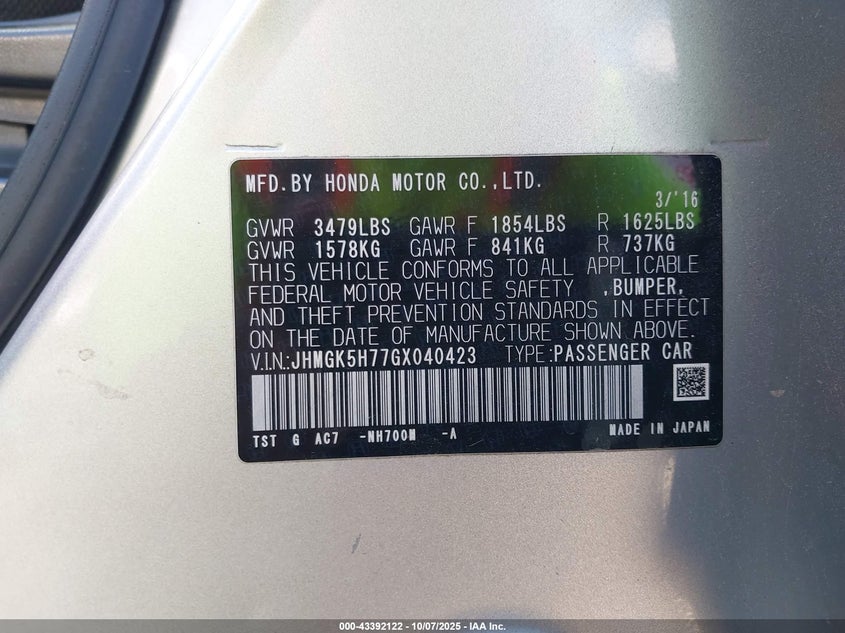 MFD.BY HONDA MOTOR CO.,LTD.
3/'16
GVWR 3479LBS GAWR F 1854LBS R 1625LBS
GVWR 1578KG GAWR F 841KG R 737KG
THIS VEHICLE CONFORMS TO ALL APPLICABLE
FEDERAL MOTOR VEHICLE SAFETY ,BUMPER,
AND THEFT PREVENTION STANDARDS IN EFFECT
ON THE DATE OF MANUFACTURE SHOWN ABOVE.
V.I.N.:JHMGK5H77GX040423 TYPE:PASSENGER CAR
TST G AC7 -NH700M -A MADE IN JAPAN
000-43392122 - 10/07/2025 - IAA Inc.